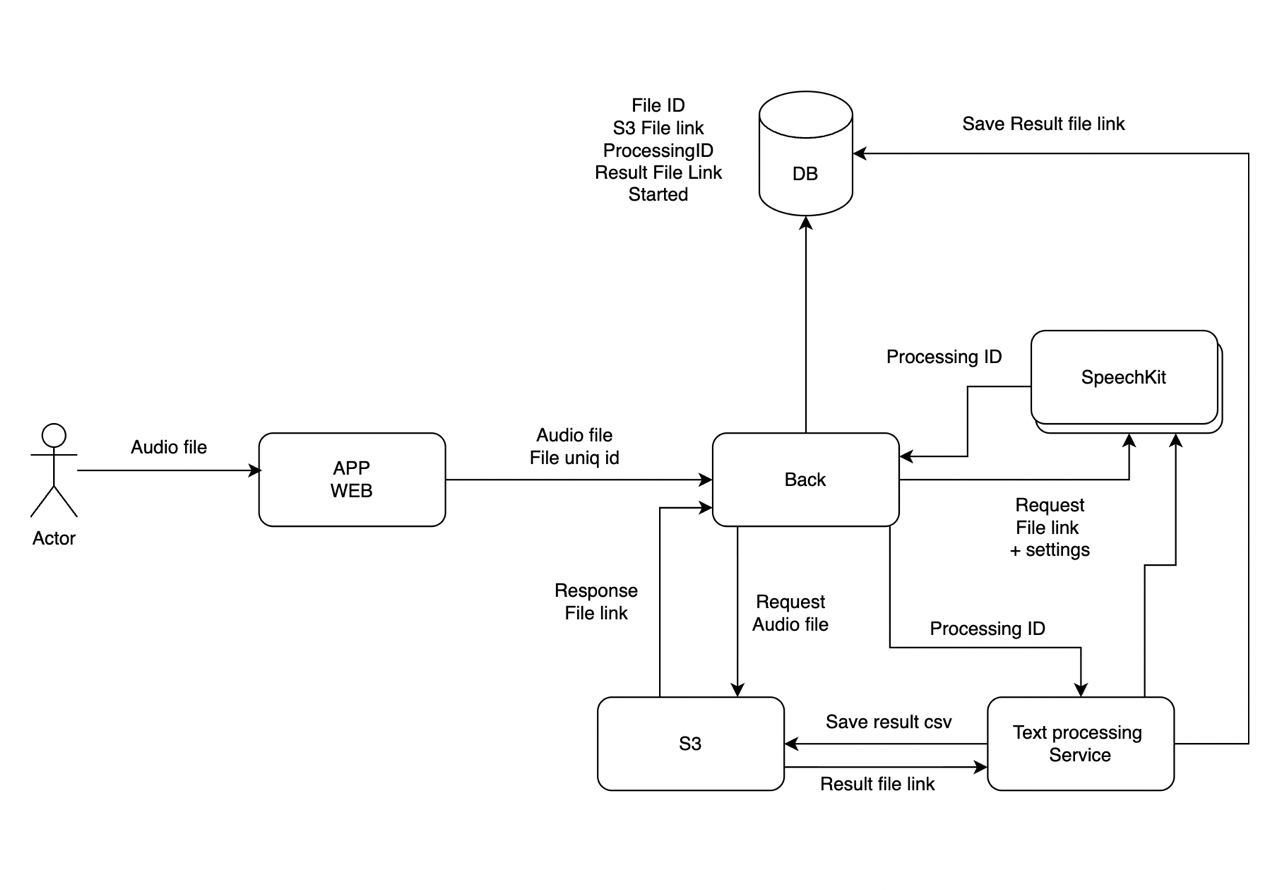 File ID
S3 File link
ProcessingID
Result File Link
Started
DB
Save Result file link
Processing ID
SpeechKit
Audio file
APP
WEB
Audio file
File uniq id
Back
Actor
Request
File link
+ settings
Response
File link
Request
Audio file
Processing ID
S3
Save result csv
Result file link
Text processing
Service